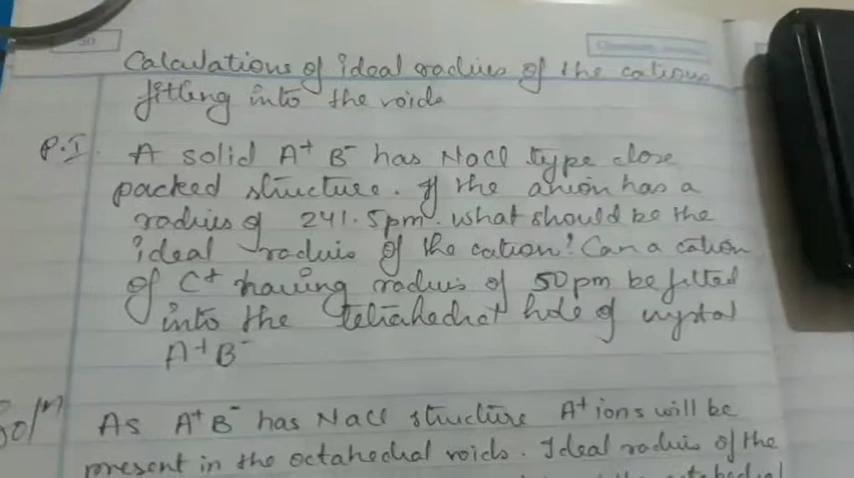 30
Calculations of ideal radius of the cations
fitting into the voids
P.I. A solid A+ B- has NaCl type close
packed structure. If the anion has a
radius of 241.5pm. what should be the
ideal radius of the cation? Can a cation
of C+ having radius of 50pm be fitted
into the tetrahedral hole of crystal
A+B-
Soln As A+ B- has NaCl structure A+ ions will be
present in the octahedral voids. Ideal radius of the
octahedral